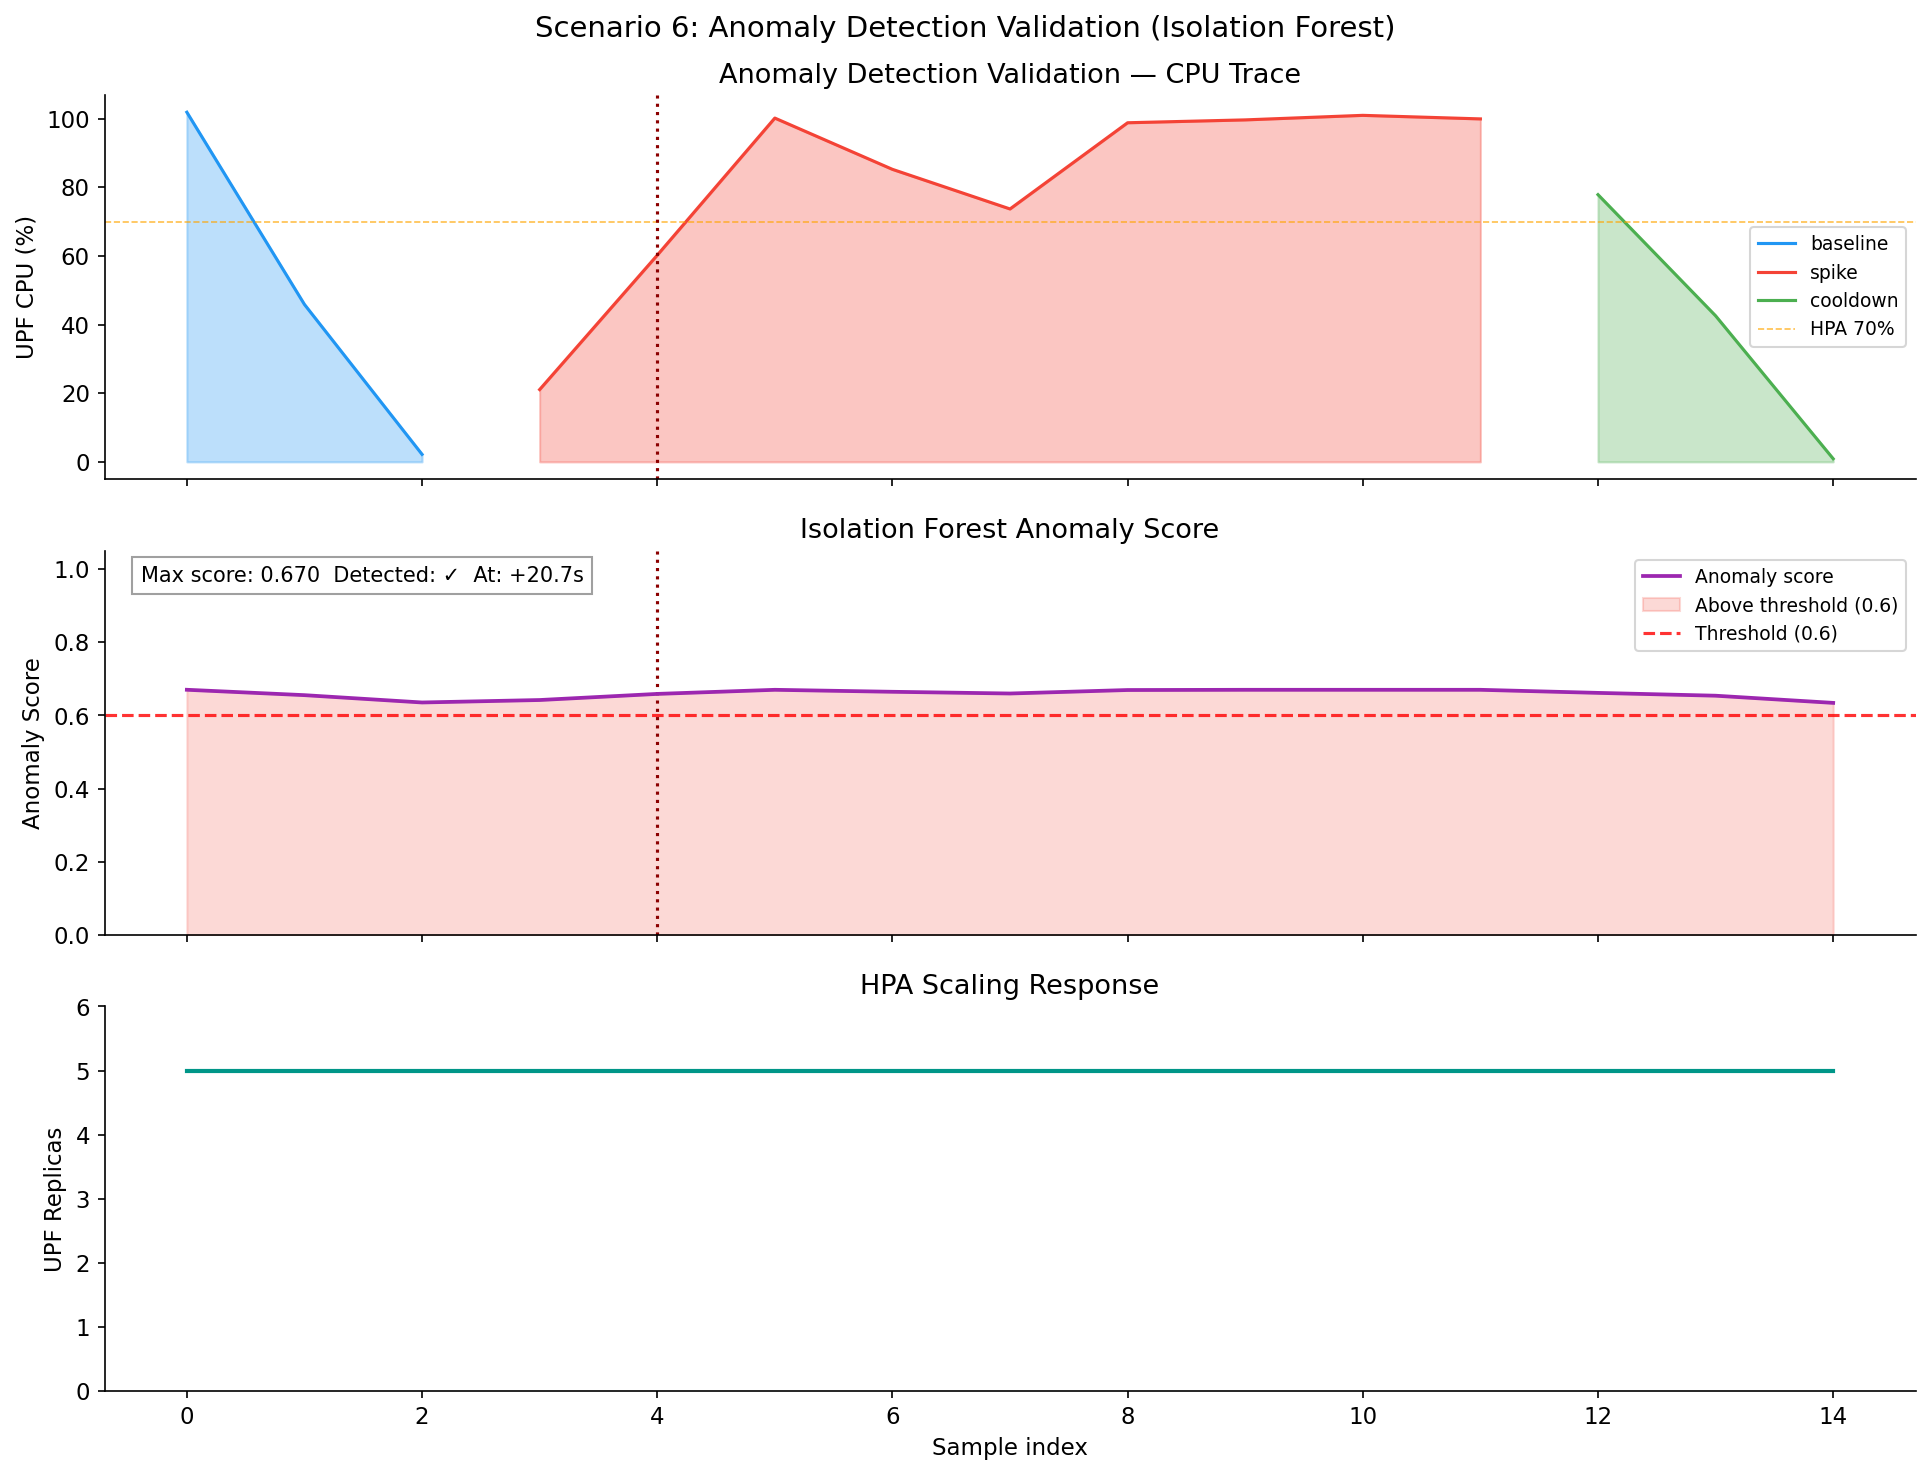 Scenario 6: Anomaly Detection Validation (Isolation Forest)
Anomaly Detection Validation — CPU Trace
UPF CPU (%)
100
80
60
40
20
0
baseline
spike
cooldown
HPA 70%
Isolation Forest Anomaly Score
Anomaly Score
1.0
0.8
0.6
0.4
0.2
0.0
Max score: 0.670 Detected: ✓ At: +20.7s
Anomaly score
Above threshold (0.6)
Threshold (0.6)
HPA Scaling Response
UPF Replicas
6
5
4
3
2
1
0
0 2 4 6 8 10 12 14
Sample index